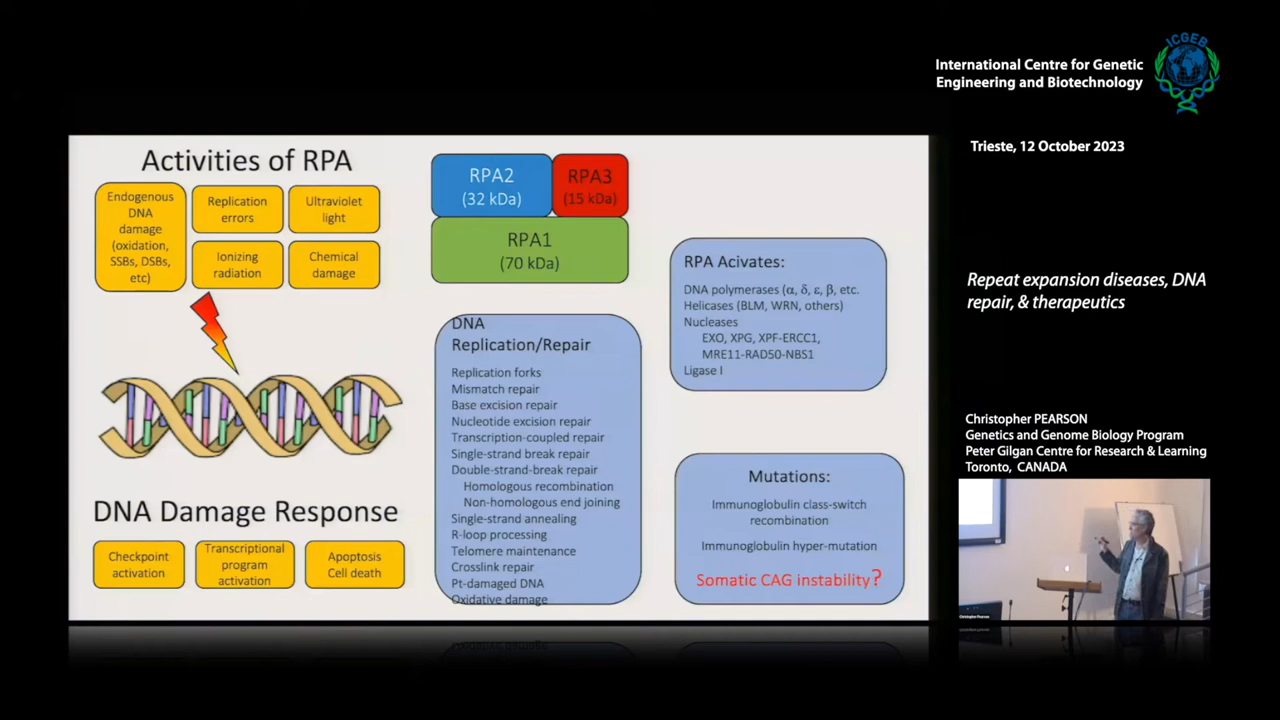 ICGEB
International Centre for Genetic
Engineering and Biotechnology
Trieste, 12 October 2023
Repeat expansion diseases, DNA
repair, & therapeutics
Christopher PEARSON
Genetics and Genome Biology Program
Peter Gilgan Centre for Research & Learning
Toronto, CANADA
Christopher Pearson
Activities of RPA
Endogenous
DNA
damage
(oxidation,
SSBs, DSBs,
etc)
Replication
errors
Ultraviolet
light
Ionizing
radiation
Chemical
damage
DNA Damage Response
Checkpoint
activation
Transcriptional
program
activation
Apoptosis
Cell death
RPA2
(32 kDa)
RPA3
(15 kDa)
RPA1
(70 kDa)
DNA
Replication/Repair
Replication forks
Mismatch repair
Base excision repair
Nucleotide excision repair
Transcription-coupled repair
Single-strand break repair
Double-strand-break repair
Homologous recombination
Non-homologous end joining
Single-strand annealing
R-loop processing
Telomere maintenance
Crosslink repair
Pt-damaged DNA
Oxidative damage
RPA Acivates:
DNA polymerases (α, δ, ε, β, etc.
Helicases (BLM, WRN, others)
Nucleases
EXO, XPG, XPF-ERCC1,
MRE11-RAD50-NBS1
Ligase I
Mutations:
Immunoglobulin class-switch
recombination
Immunoglobulin hyper-mutation
Somatic CAG instability?